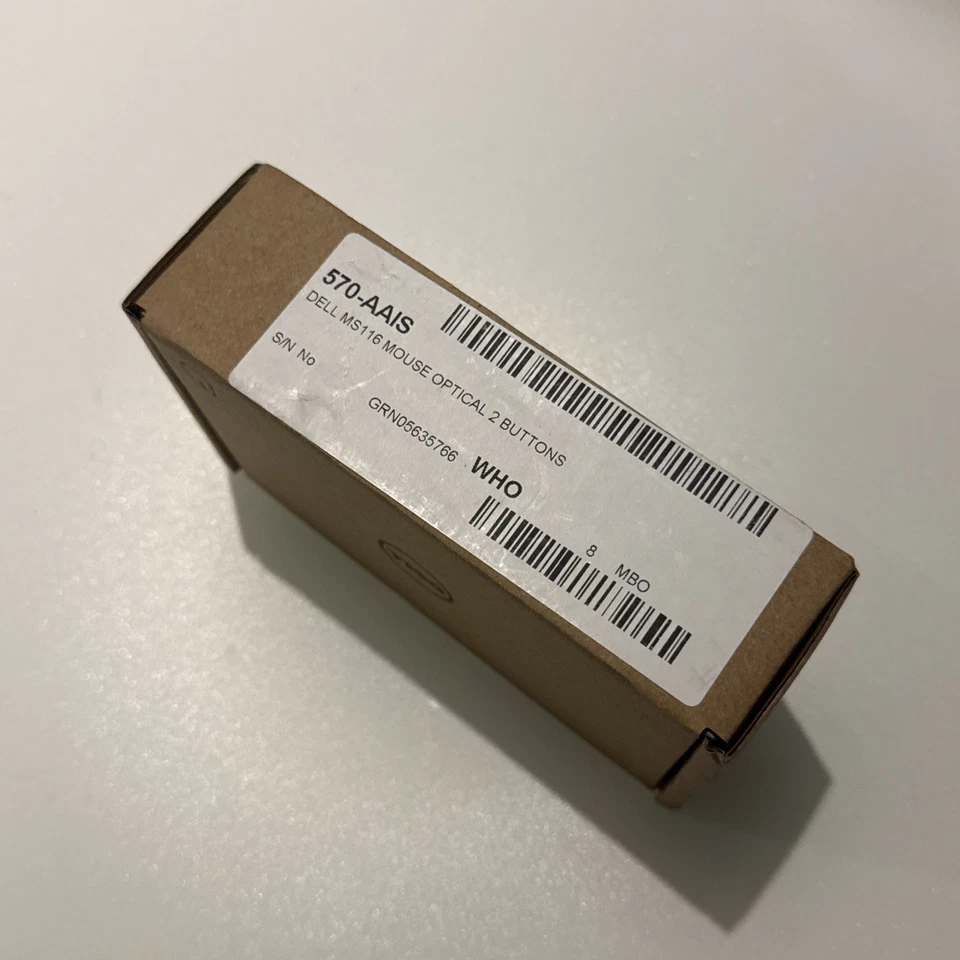 570-AAIS
DELL MS116 MOUSE OPTICAL 2 BUTTONS
S/N No
GRN05635766 WHO
8 MBO